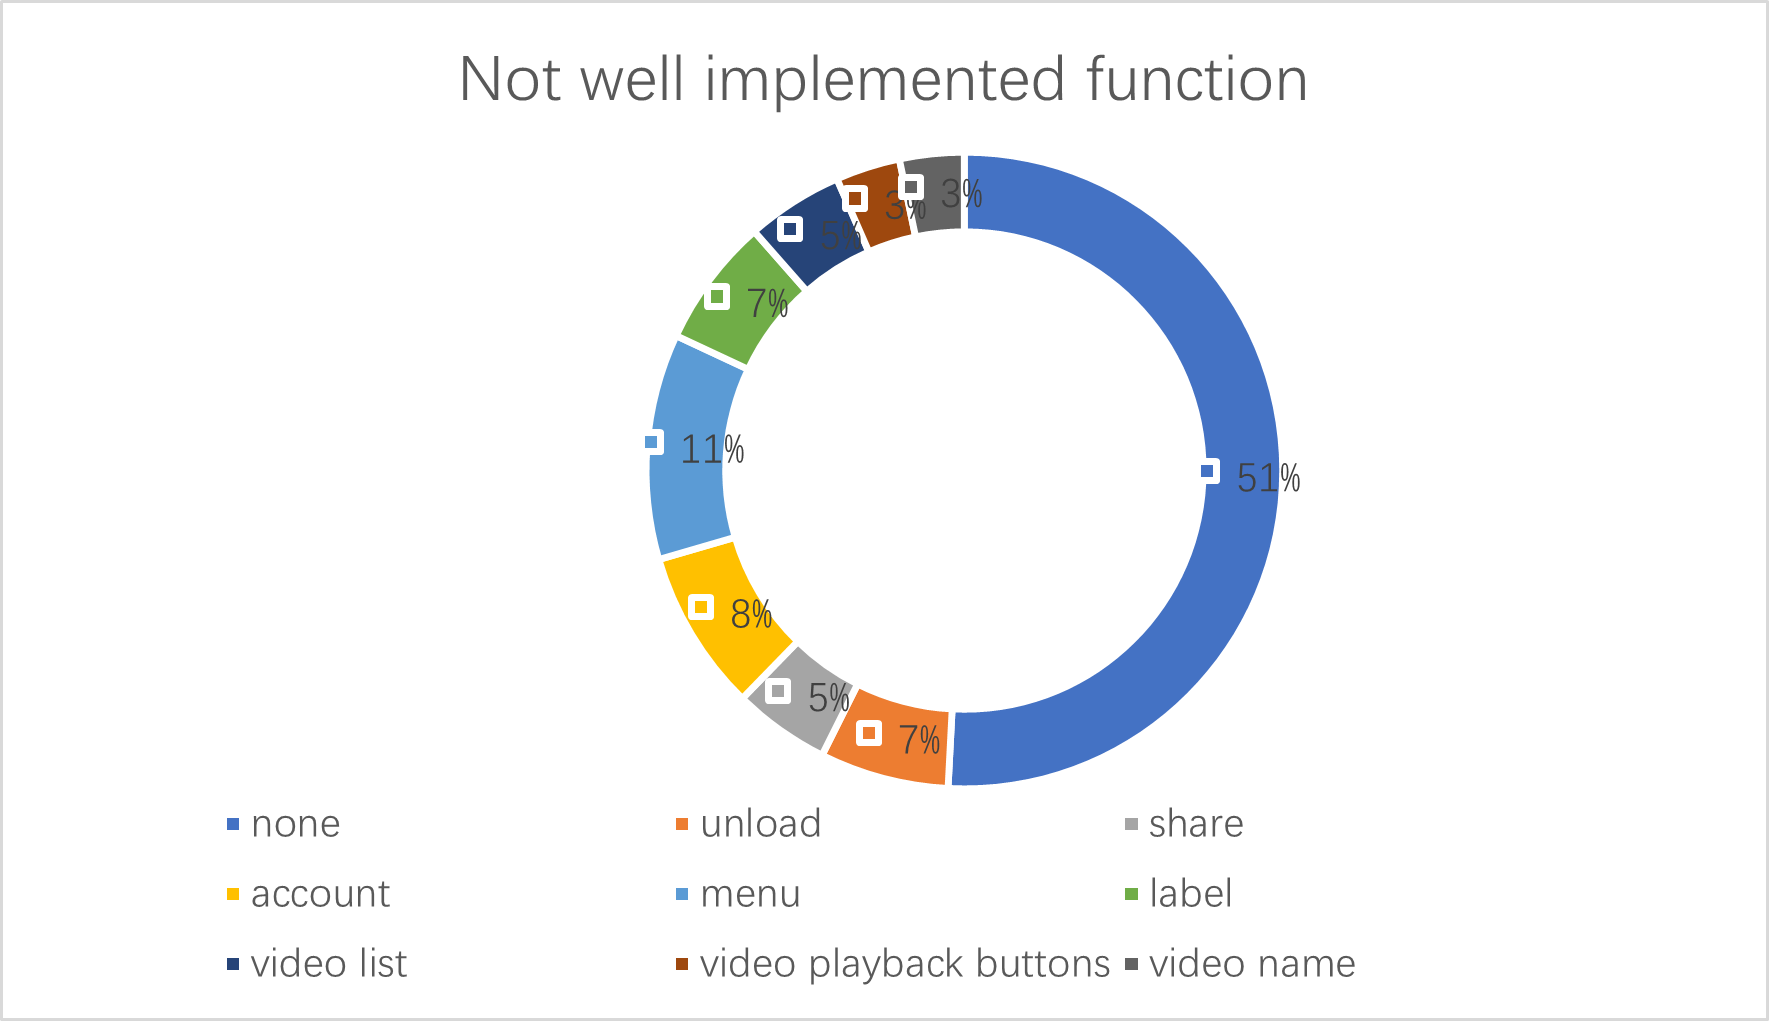 Not well implemented function
3%
3%
5%
7%
11%
51%
8%
5%
7%
none unload share
account menu label
video list video playback buttons video name